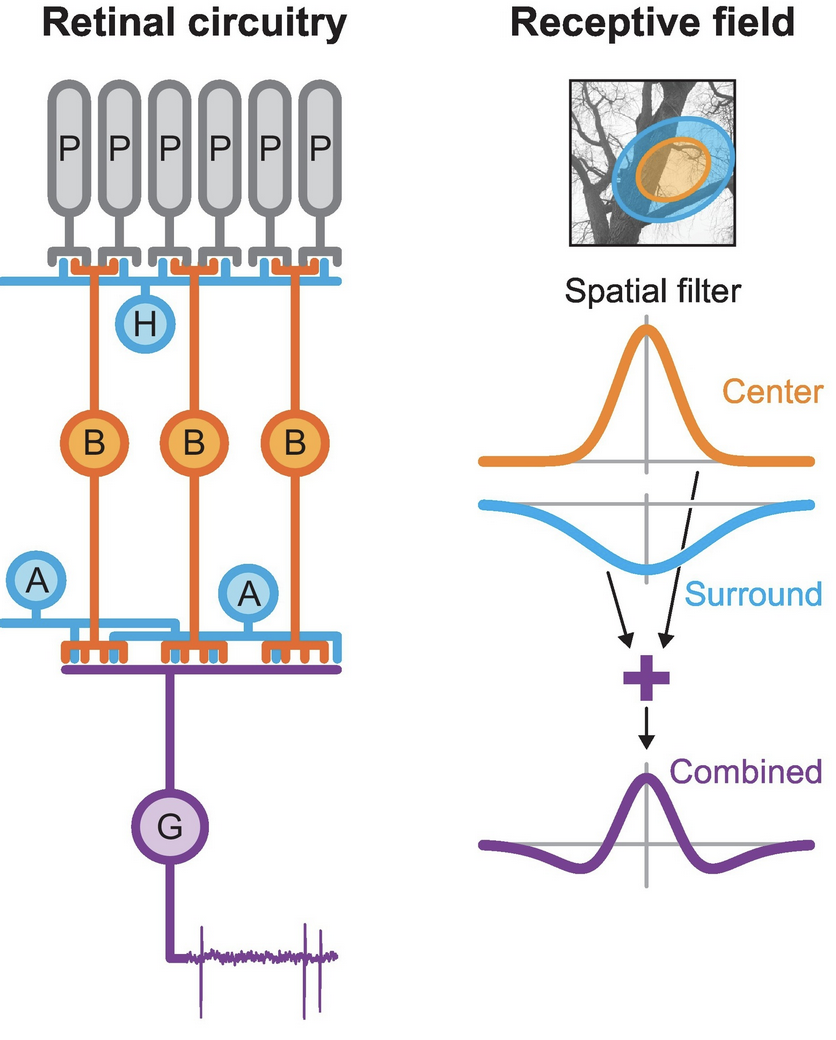 Retinal circuitry
P P P P P P
H
B B B
A
A
G
Receptive field
Spatial filter
Center
Surround
Combined